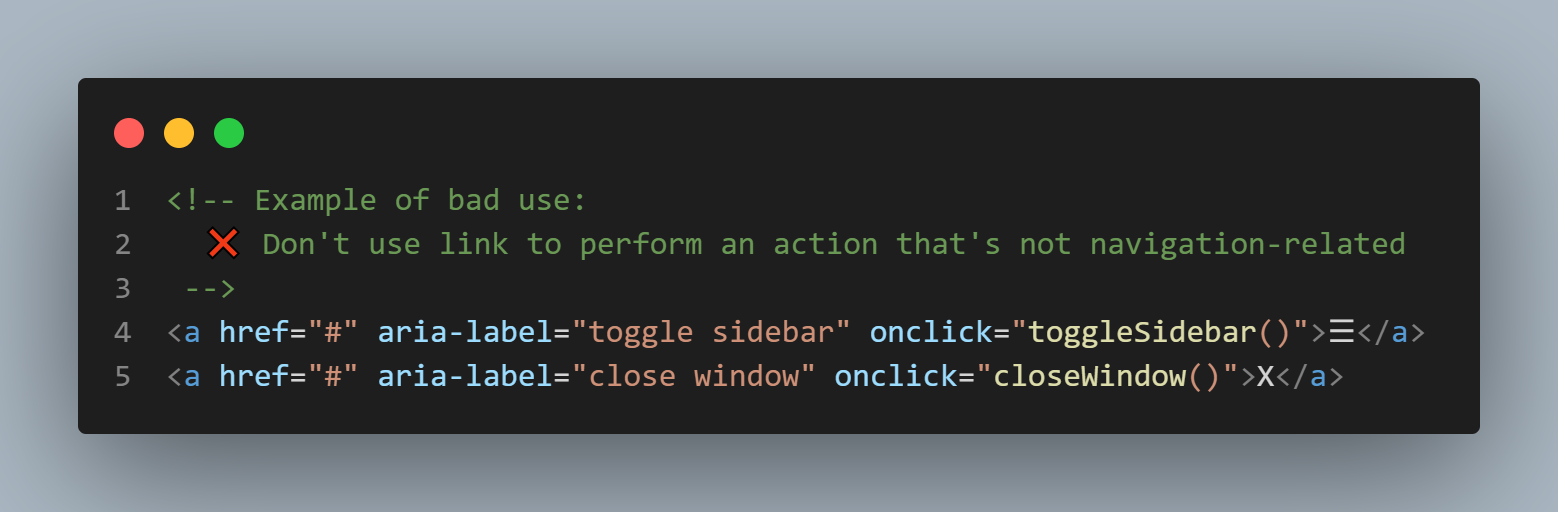 1 <!-- Example of bad use:
2   ❌ Don't use link to perform an action that's not navigation-related
3  -->
4 <a href="#" aria-label="toggle sidebar" onclick="toggleSidebar()">☰</a>
5 <a href="#" aria-label="close window" onclick="closeWindow()">X</a>